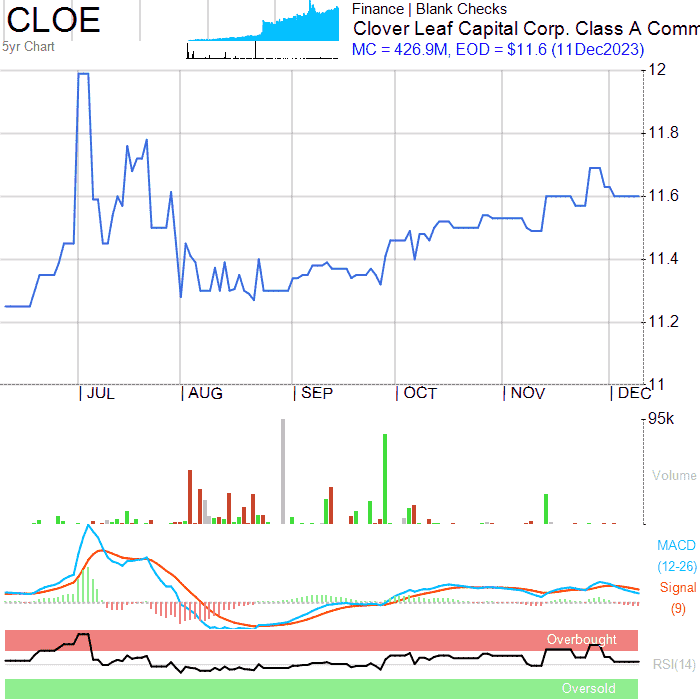 CLOE
5yr Chart
Finance | Blank Checks
Clover Leaf Capital Corp. Class A Comm
MC = 426.9M, EOD = $11.6 (11Dec2023)
12
11.8
11.6
11.4
11.2
11
JUL AUG SEP OCT NOV DEC
95k
Volume
MACD
(12-26)
Signal
(9)
Overbought
RSI(14)
Oversold